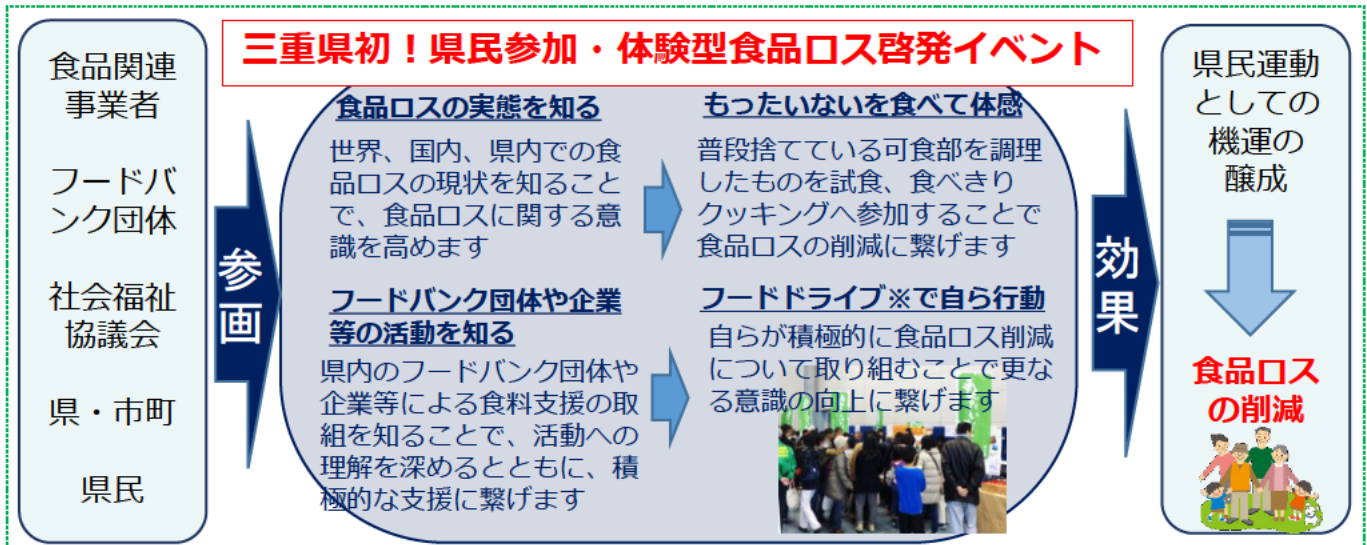 三重県初！県民参加・体験型食品ロス啓発イベント
食品関連
事業者
フードバ
ンク団体
社会福祉
協議会
県・市町
県民
参
画
食品ロスの実態を知る
世界、国内、県内での食
品ロスの現状を知ること
で、食品ロスに関する意
識を高めます
もったいないを食べて体感
普段捨てている可食部を調理
したものを試食、食べきり
クッキングへ参加することで
食品ロスの削減に繋げます
フードバンク団体や企業
等の活動を知る
県内のフードバンク団体や
企業等による食料支援の取
組を知ることで、活動への
理解を深めるとともに、積
極的な支援に繋げます
フードドライブ※で自ら行動
自らが積極的に食品ロス削減
について取り組むことで更な
る意識の向上に繋げます
効
果
県民運動
としての
機運の
醸成
食品ロス
の削減